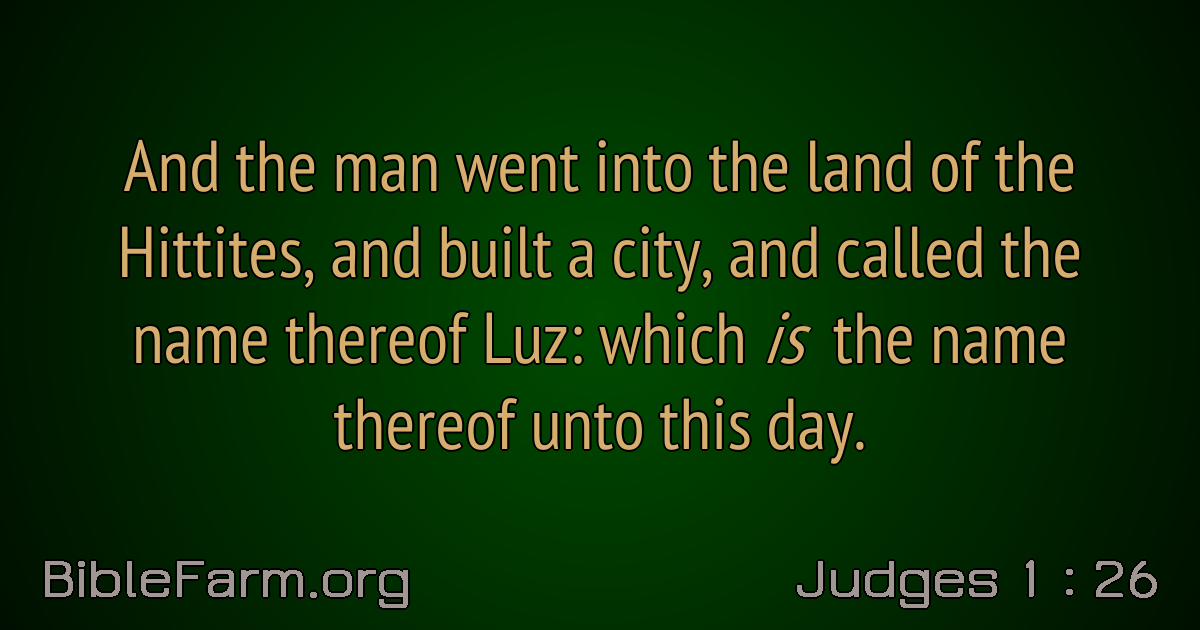 And the man went into the land of the
Hittites, and built a city, and called the
name thereof Luz: which is the name
thereof unto this day.
BibleFarm.org
Judges 1 : 26